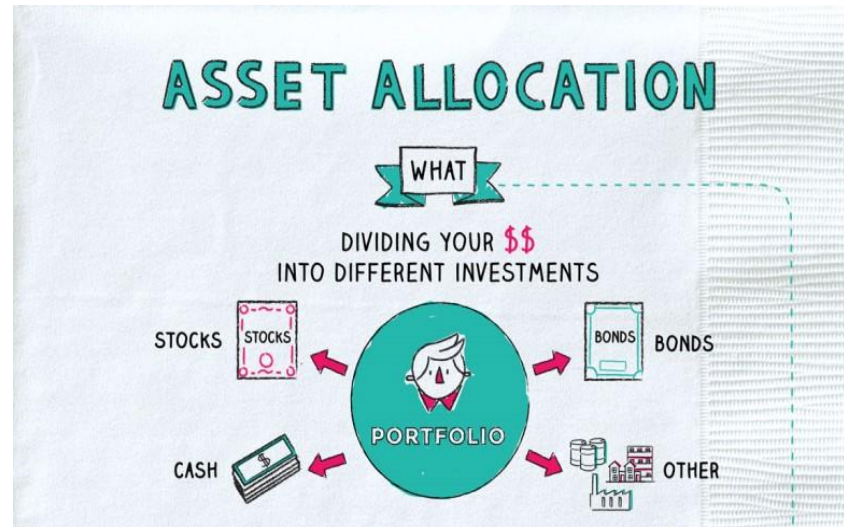 ASSET ALLOCATION
WHAT
DIVIDING YOUR $$
INTO DIFFERENT INVESTMENTS
STOCKS
STOCKS
BONDS
BONDS
PORTFOLIO
CASH
$
OTHER